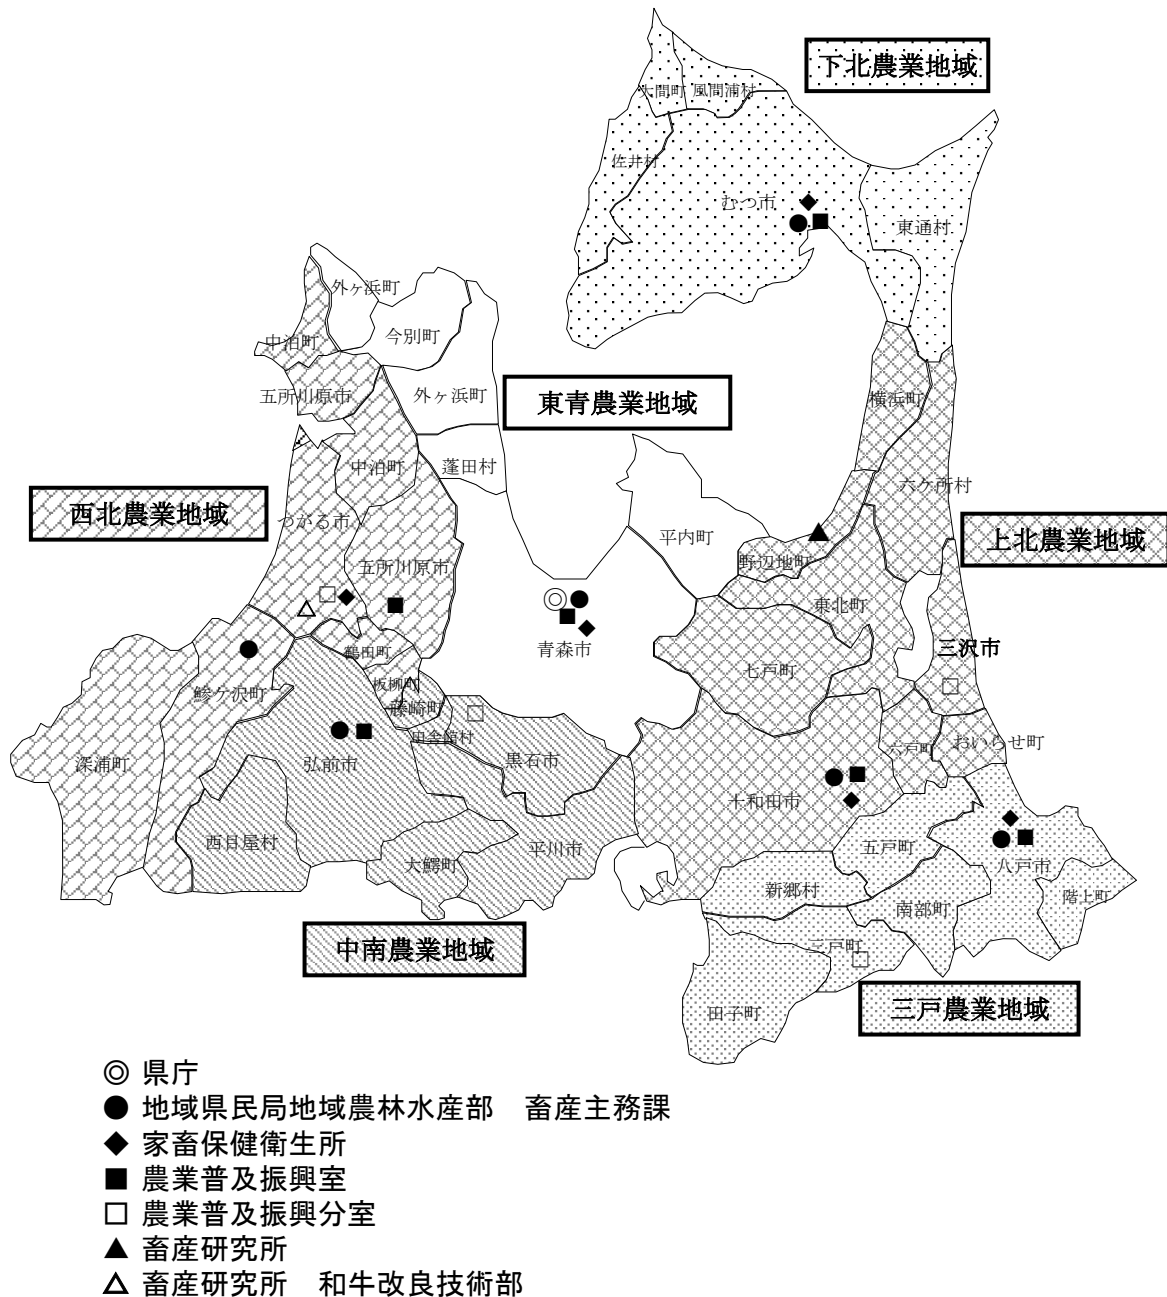 下北農業地域
大間町
風間浦村
佐井村
むつ市
東通村
外ヶ浜町
今別町
中泊町
五所川原市
外ヶ浜町
東青農業地域
横浜町
中泊町
蓬田村
六ケ所村
西北農業地域
つがる市
平内町
上北農業地域
五所川原市
野辺地町
東北町
青森市
三沢市
鶴田町
七戸町
板柳町
鰺ケ沢町
藤崎町
田舎館村
六戸町
おいらせ町
深浦町
弘前市
黒石市
十和田市
西目屋村
大鰐町
平川市
五戸町
八戸市
新郷村
南部町
階上町
中南農業地域
三戸町
田子町
三戸農業地域
◎ 県庁
● 地域県民局地域農林水産部　畜産主務課
◆ 家畜保健衛生所
■ 農業普及振興室
□ 農業普及振興分室
▲ 畜産研究所
△ 畜産研究所　和牛改良技術部